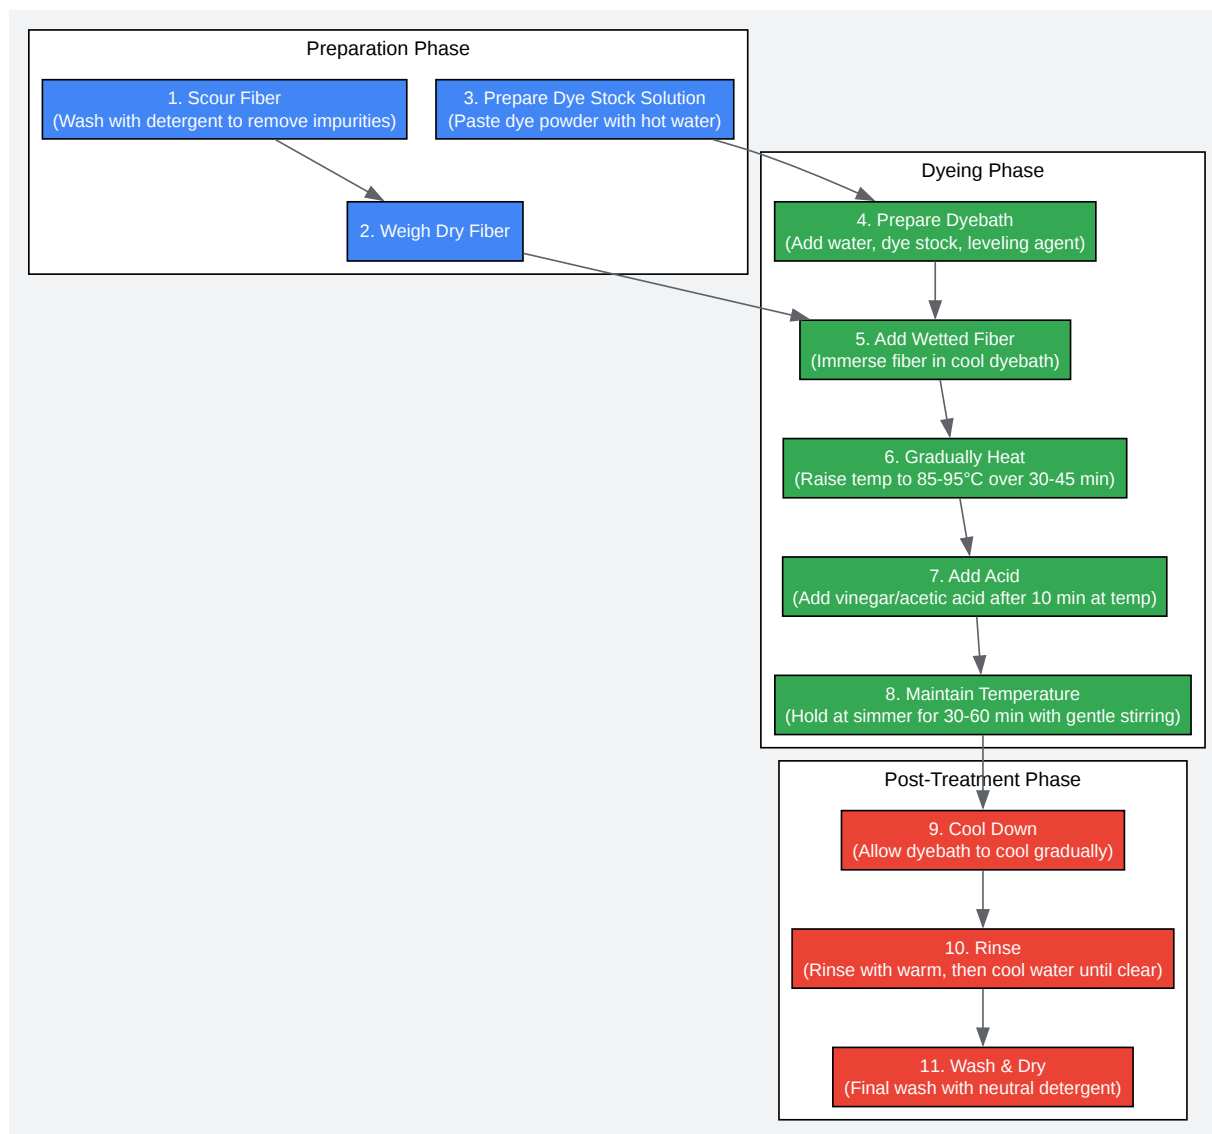 Preparation Phase
1. Scour Fiber
(Wash with detergent to remove impurities)
3. Prepare Dye Stock Solution
(Paste dye powder with hot water)
2. Weigh Dry Fiber
Dyeing Phase
4. Prepare Dyebath
(Add water, dye stock, leveling agent)
5. Add Wetted Fiber
(Immerse fiber in cool dyebath)
6. Gradually Heat
(Raise temp to 85-95°C over 30-45 min)
7. Add Acid
(Add vinegar/acetic acid after 10 min at temp)
8. Maintain Temperature
(Hold at simmer for 30-60 min with gentle stirring)
Post-Treatment Phase
9. Cool Down
(Allow dyebath to cool gradually)
10. Rinse
(Rinse with warm, then cool water until clear)
11. Wash & Dry
(Final wash with neutral detergent)